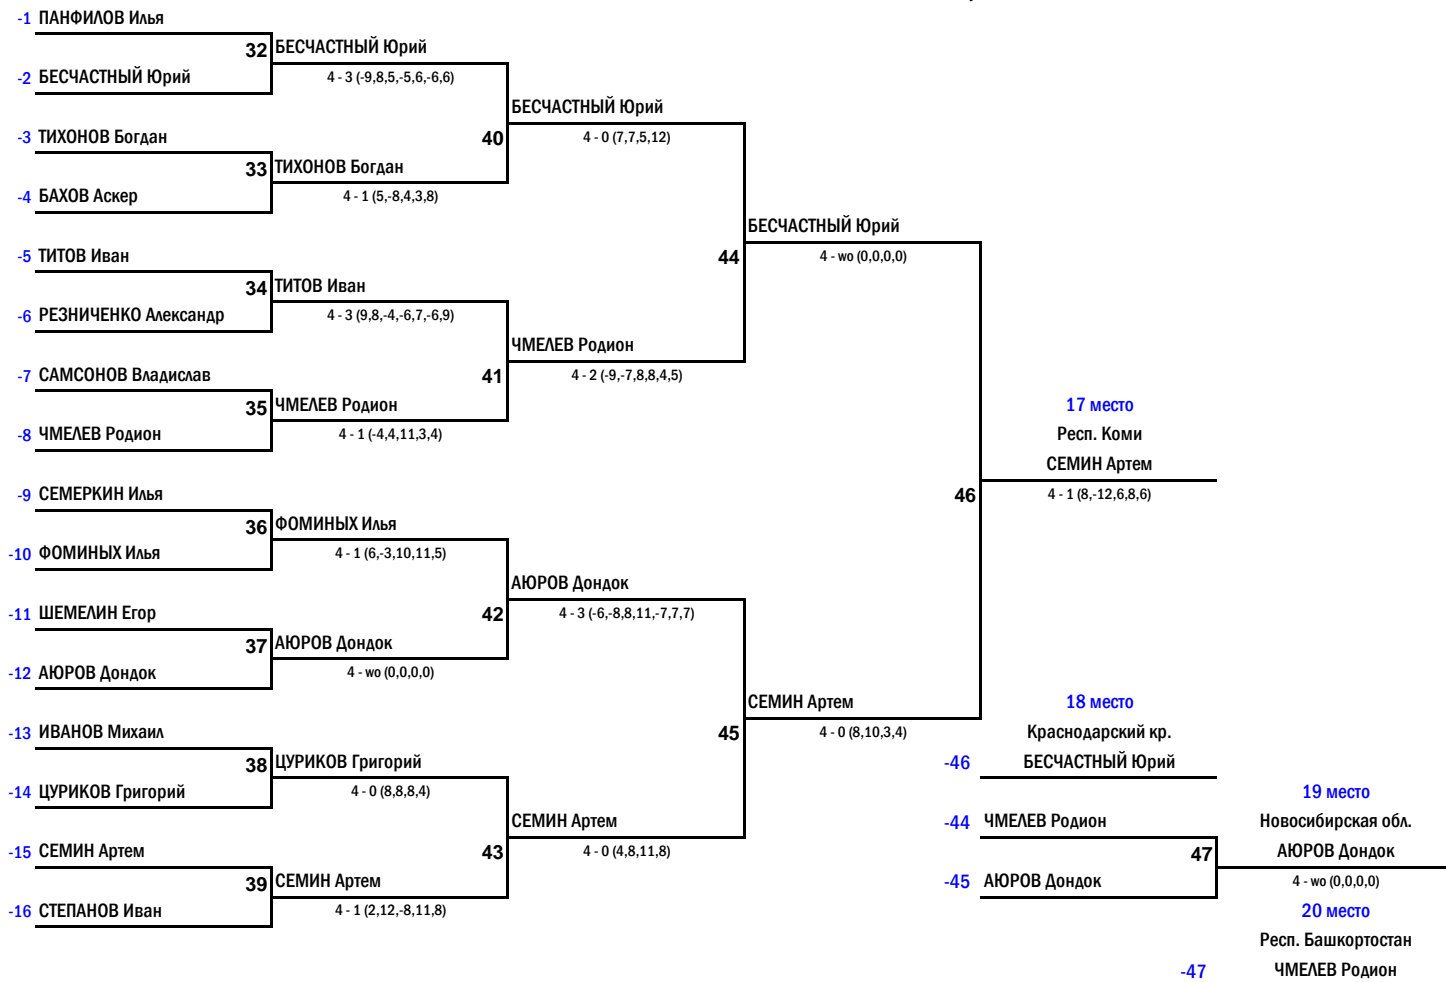 -1 ПАНФИЛОВ Илья
32 БЕСЧАСТНЫЙ Юрий
-2 БЕСЧАСТНЫЙ Юрий 4 - 3 (-9,8,5,-5,6,-6,6)
БЕСЧАСТНЫЙ Юрий
-3 ТИХОНОВ Богдан 40 4 - 0 (7,7,5,12)
33 ТИХОНОВ Богдан
-4 БАХОВ Аскер 4 - 1 (5,-8,4,3,8)
БЕСЧАСТНЫЙ Юрий
-5 ТИТОВ Иван 44 4 - wo (0,0,0,0)
34 ТИТОВ Иван
-6 РЕЗНИЧЕНКО Александр 4 - 3 (9,8,-4,-6,7,-6,9)
ЧМЕЛЕВ Родион
-7 САМСОНОВ Владислав 41 4 - 2 (-9,-7,8,8,4,5)
35 ЧМЕЛЕВ Родион 17 место
-8 ЧМЕЛЕВ Родион 4 - 1 (-4,4,11,3,4) Респ. Коми
СЕМИН Артем
-9 СЕМЕРКИН Илья 46 4 - 1 (8,-12,6,8,6)
36 ФОМИНЫХ Илья
-10 ФОМИНЫХ Илья 4 - 1 (6,-3,10,11,5)
АЮРОВ Дондок
-11 ШЕМЕЛИН Егор 42 4 - 3 (-6,-8,8,11,-7,7,7)
37 АЮРОВ Дондок
-12 АЮРОВ Дондок 4 - wo (0,0,0,0)
СЕМИН Артем 18 место
-13 ИВАНОВ Михаил 45 4 - 0 (8,10,3,4) Краснодарский кр.
38 ЦУРИКОВ Григорий -46 БЕСЧАСТНЫЙ Юрий
-14 ЦУРИКОВ Григорий 4 - 0 (8,8,8,4) 19 место
СЕМИН Артем -44 ЧМЕЛЕВ Родион Новосибирская обл.
-15 СЕМИН Артем 43 4 - 0 (4,8,11,8) 47 АЮРОВ Дондок
39 СЕМИН Артем -45 АЮРОВ Дондок 4 - wo (0,0,0,0)
-16 СТЕПАНОВ Иван 4 - 1 (2,12,-8,11,8) 20 место
Респ. Башкортостан
-47 ЧМЕЛЕВ Родион